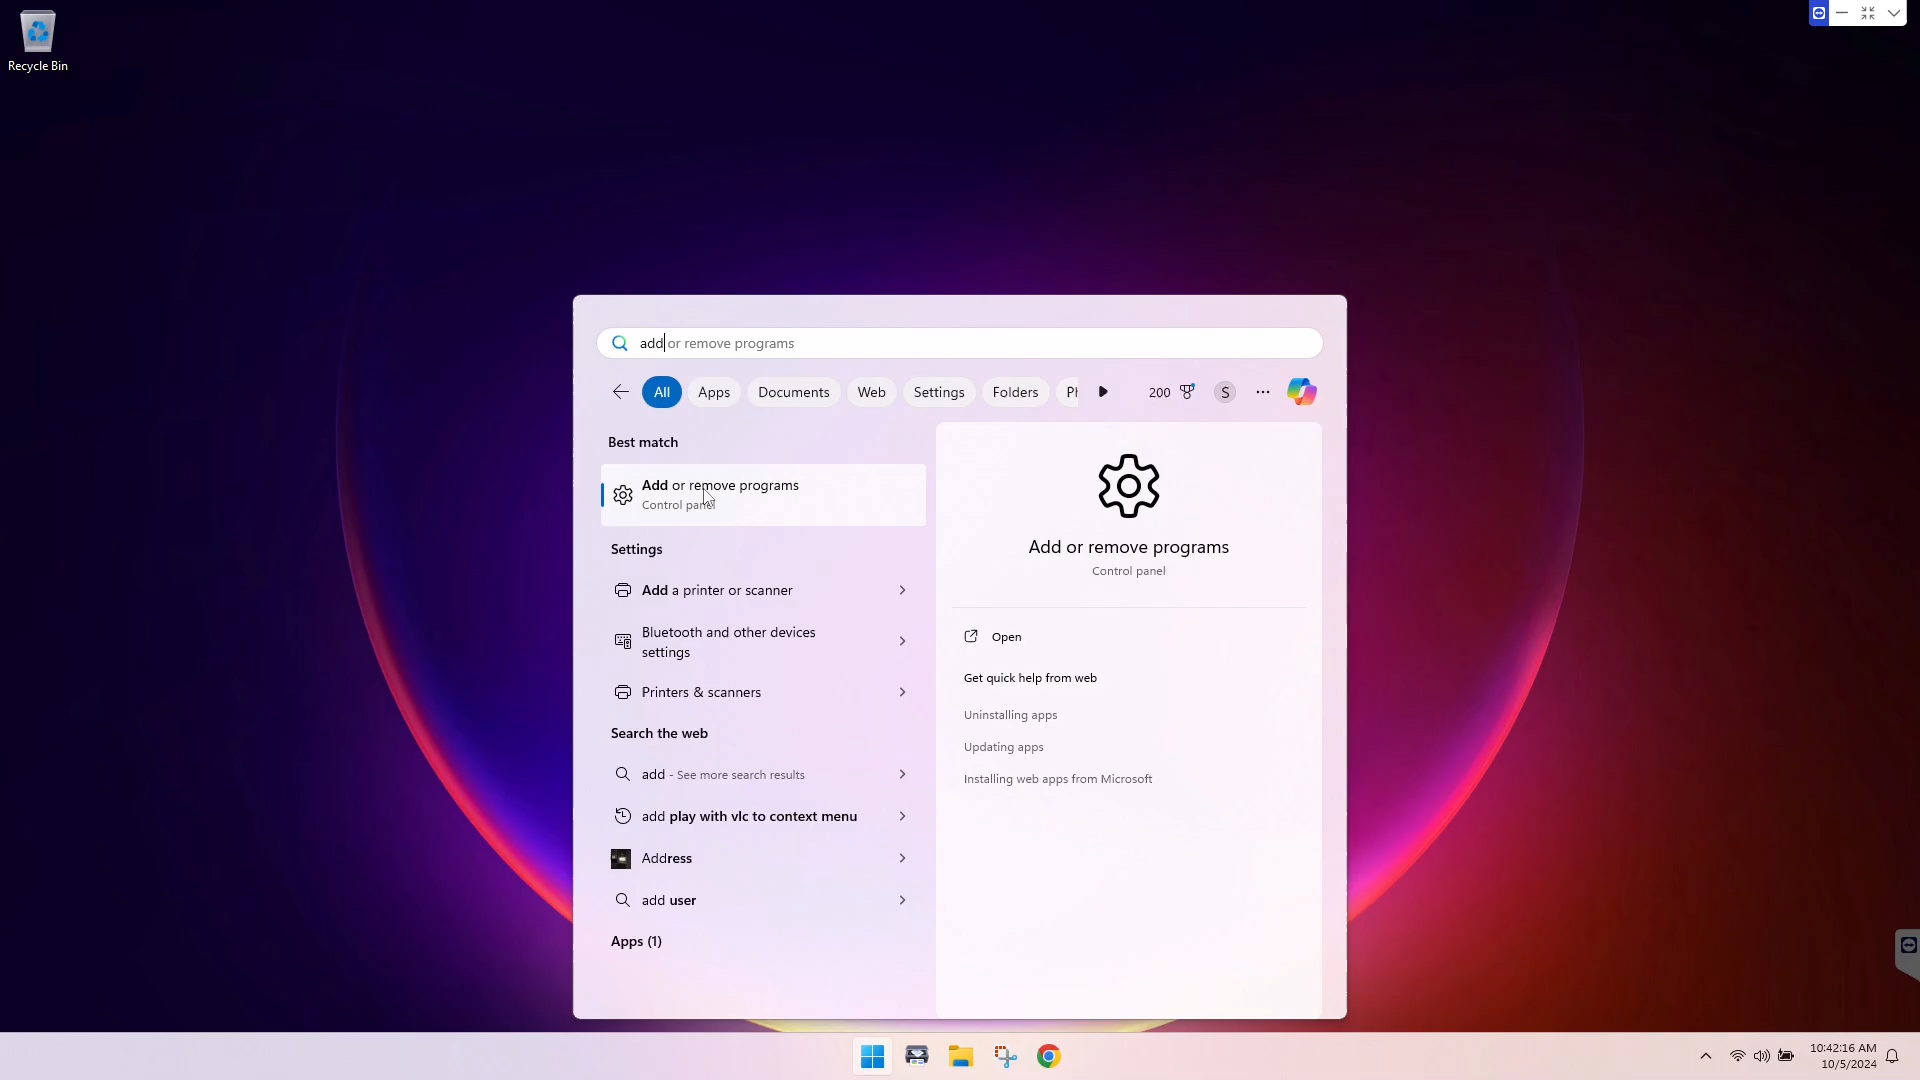 Recycle Bin
add or remove programs
All
Apps
Documents
Web
Settings
Folders
Pl
200
S
Best match
Add or remove programs
Control panel
Settings
Add a printer or scanner
Bluetooth and other devices
settings
Printers & scanners
Search the web
add - See more search results
add play with vlc to context menu
Address
add user
Apps (1)
Add or remove programs
Control panel
Open
Get quick help from web
Uninstalling apps
Updating apps
Installing web apps from Microsoft
10:42:16 AM
10/5/2024